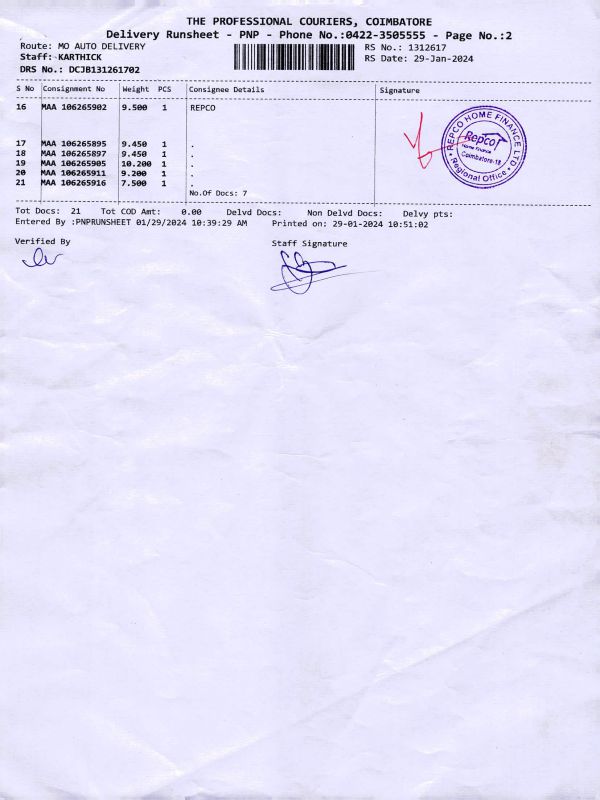 THE PROFESSIONAL COURIERS, COIMBATORE
Delivery Runsheet - PNP - Phone No.:0422-3505555 - Page No.:2
Route: MO AUTO DELIVERY RS No.: 1312617
Staff: KARTHICK RS Date: 29-Jan-2024
DRS No.: DCJB131261702
S No Consignment No Weight PCS Consignee Details Signature
16 MAA 106265902 9.500 1 REPCO
REPCO HOME FINANCE LTD
Repco
Home Finance
Coimbatore-18
Regional Office
17 MAA 106265895 9.450 1 .
18 MAA 106265897 9.450 1 .
19 MAA 106265905 10.200 1 .
20 MAA 106265911 9.200 1 .
21 MAA 106265916 7.500 1 .
No.Of Docs: 7
Tot Docs: 21 Tot COD Amt: 0.00 Delvd Docs: Non Delvd Docs: Delvy pts:
Entered By :PNPRUNSHEET 01/29/2024 10:39:29 AM Printed on: 29-01-2024 10:51:02
Verified By Staff Signature